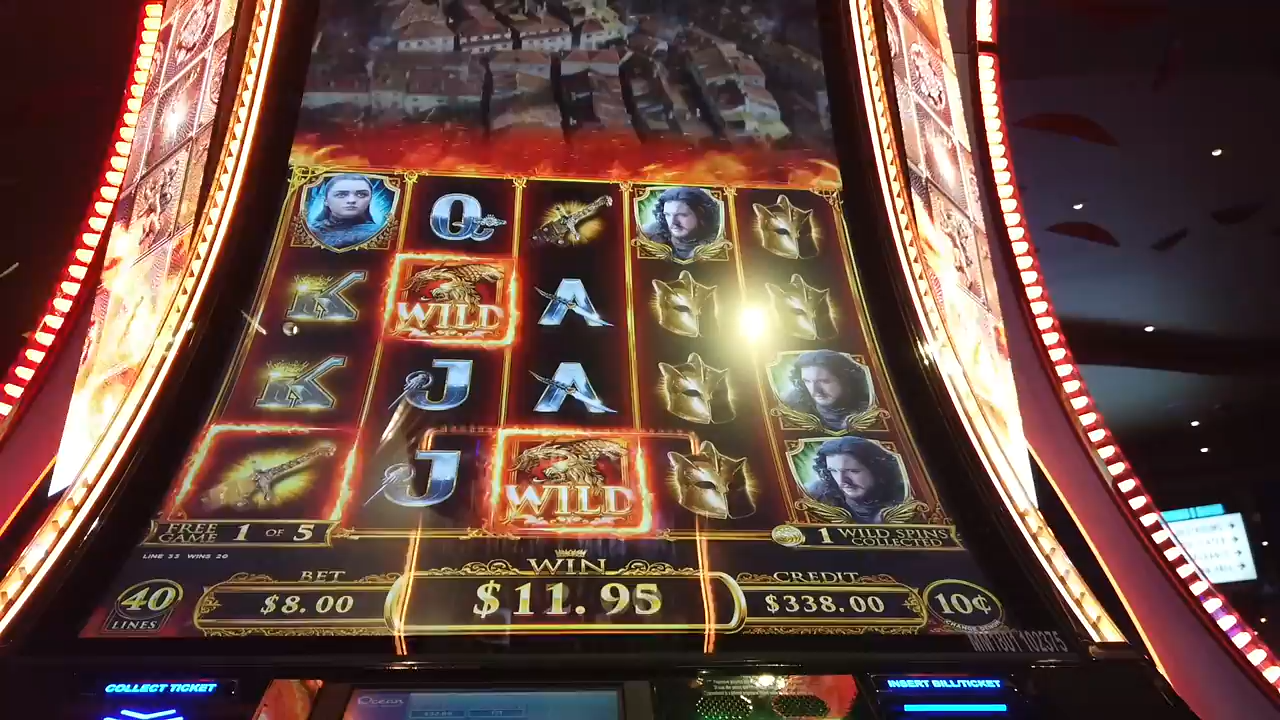 Q
K
WILD
A
K
J
A
J
WILD
FREE GAME 1 OF 5
1 WILD SPINS COLLECTED
LINE 33 WINS 20
WIN
BET
CREDIT
40 LINES
$8.00
$11.95
$338.00
10¢
COLLECT TICKET
Ocean
INSERT BILL/TICKET